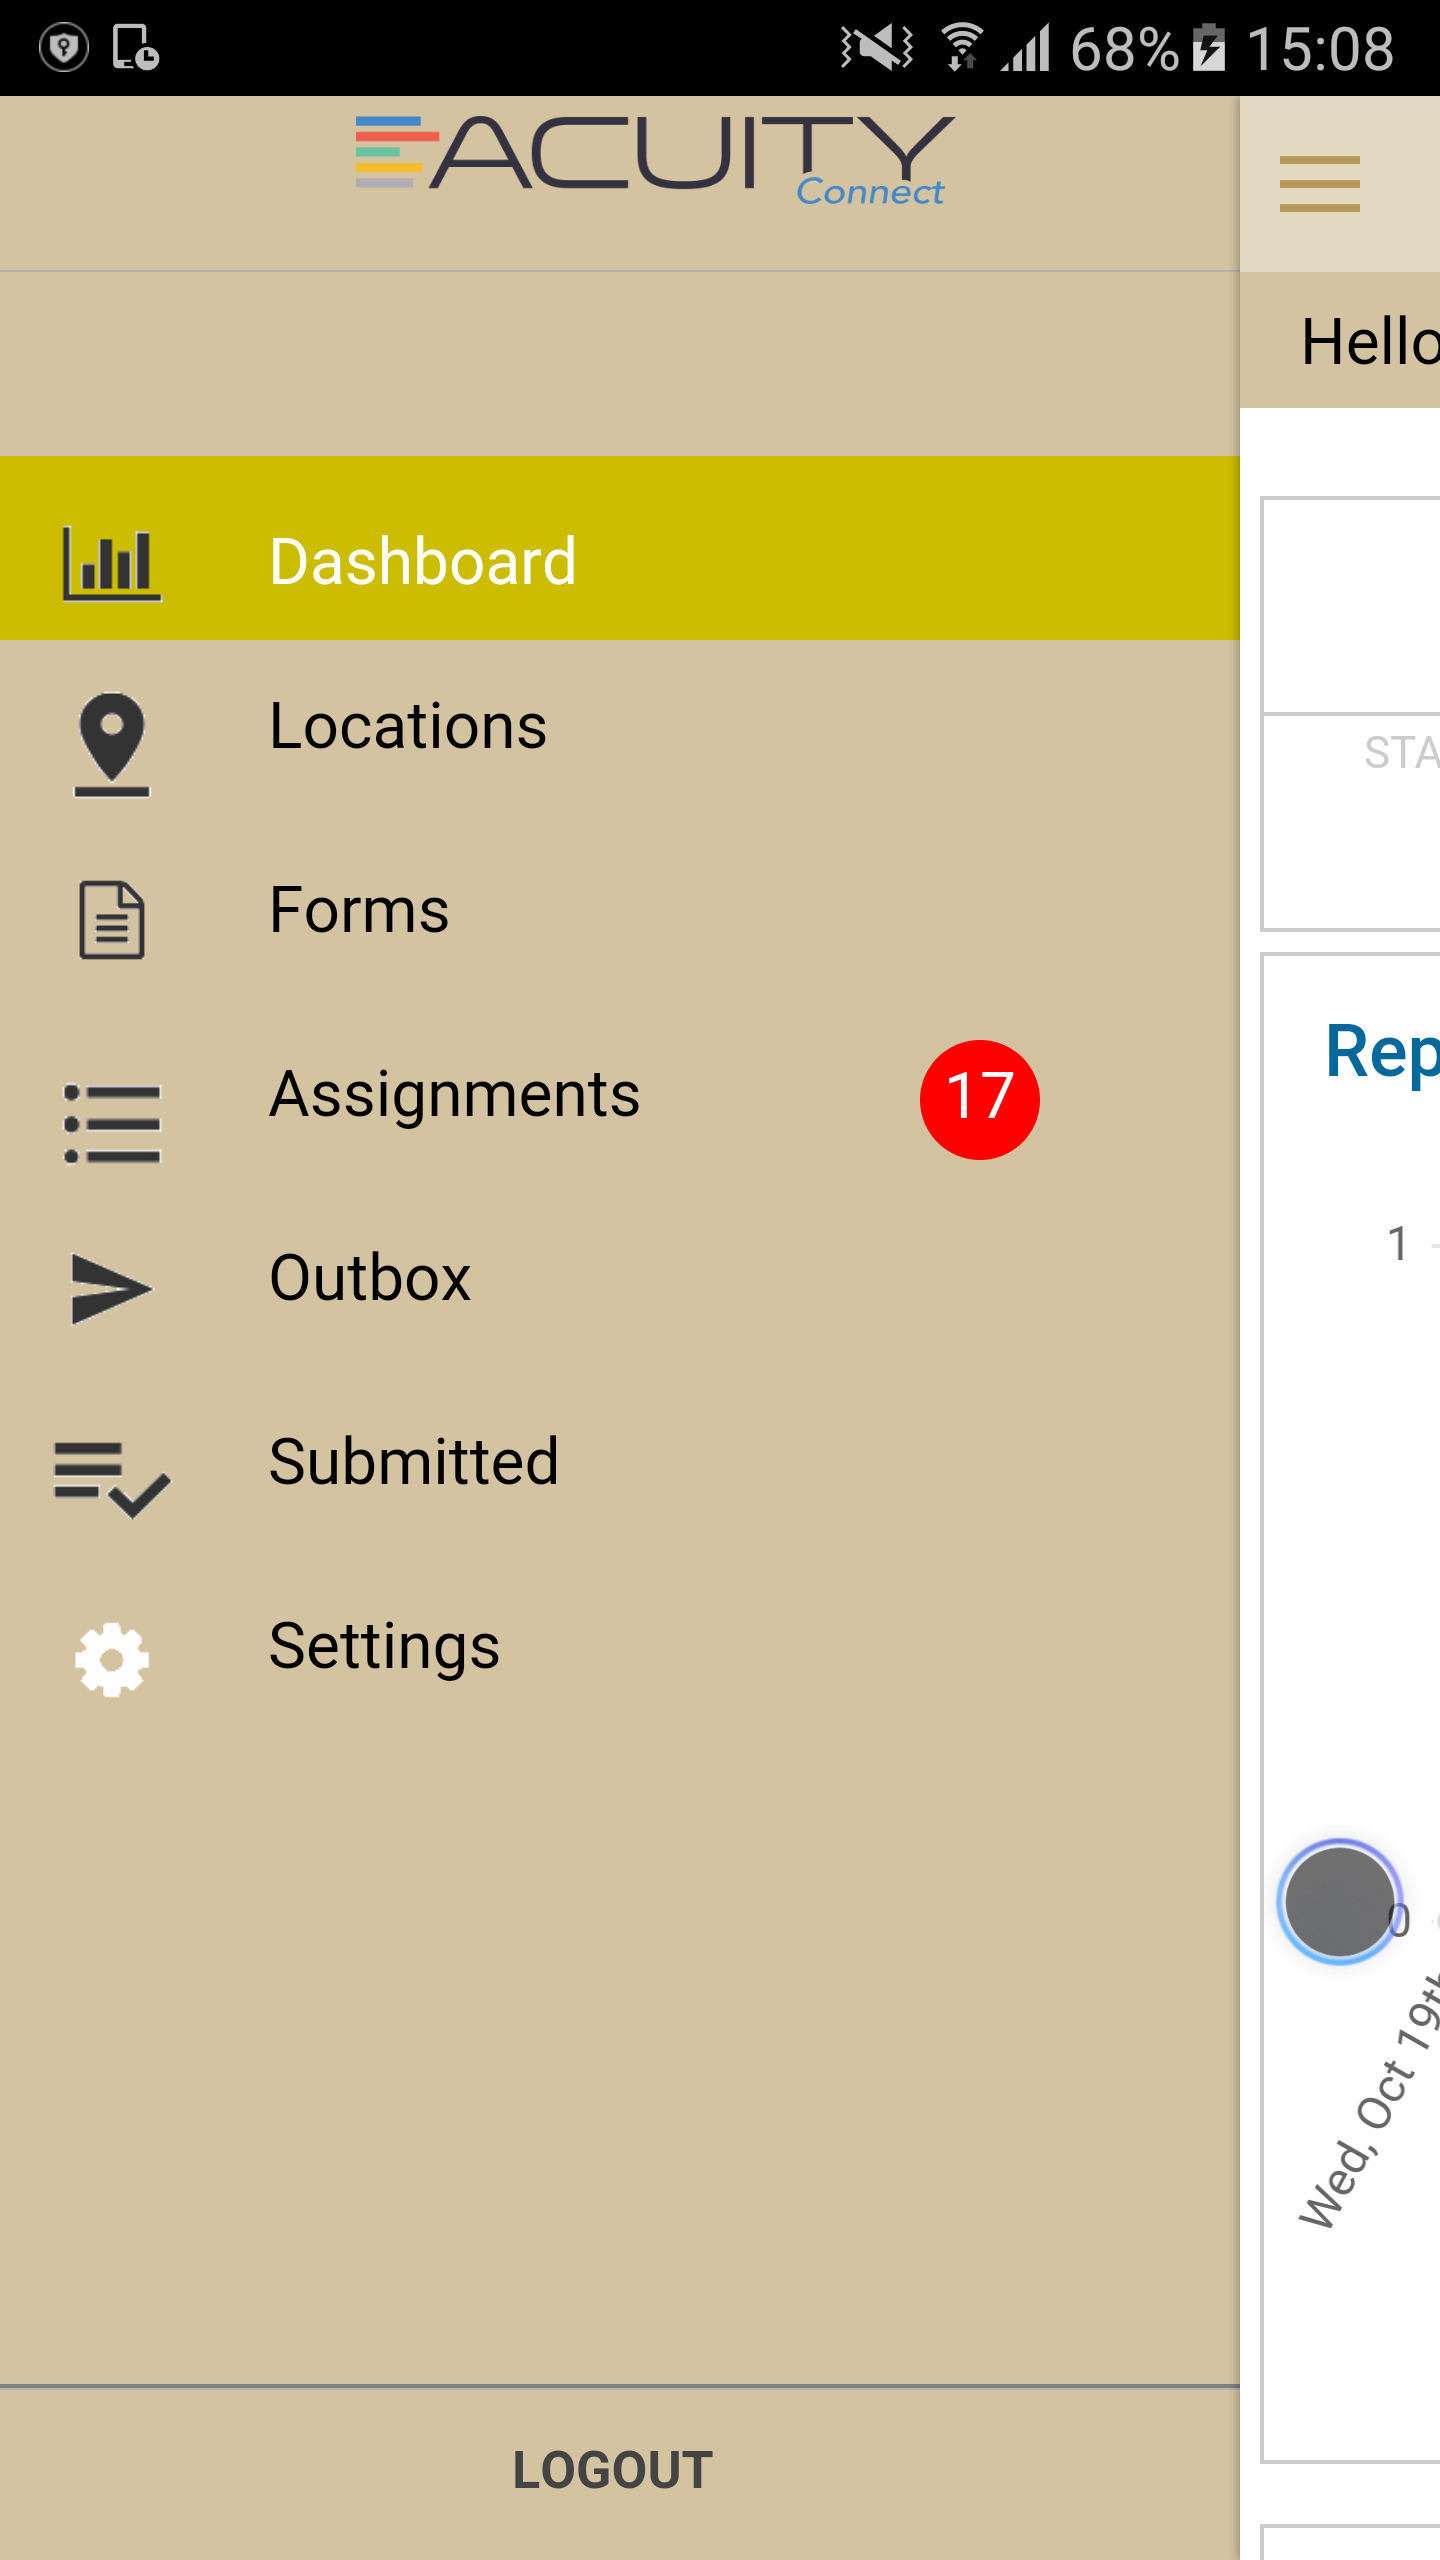 68% 15:08
ACUITY
Connect
Hello
Dashboard
Locations
STA
Forms
Rep
Assignments 17
1
Outbox
Submitted
Settings
0
Wed, Oct 19th
LOGOUT